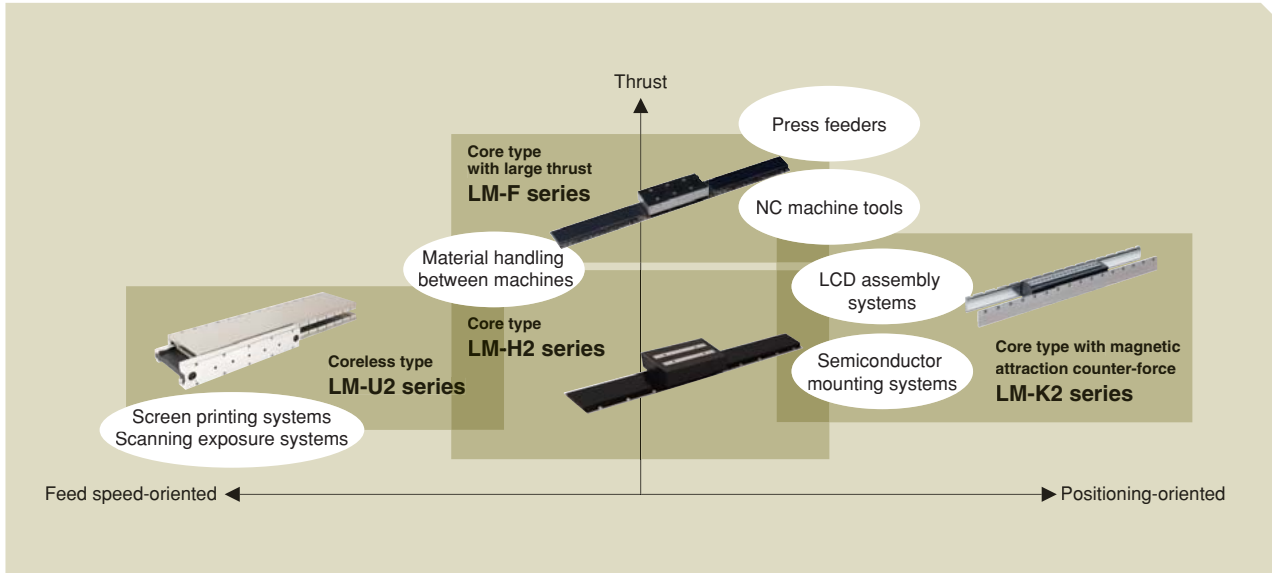 Thrust
Press feeders
Core type
with large thrust
LM-F series
NC machine tools
Material handling
between machines
LCD assembly
systems
Core type
LM-H2 series
Coreless type
LM-U2 series
Semiconductor
mounting systems
Core type with magnetic
attraction counter-force
LM-K2 series
Screen printing systems
Scanning exposure systems
Feed speed-oriented
Positioning-oriented